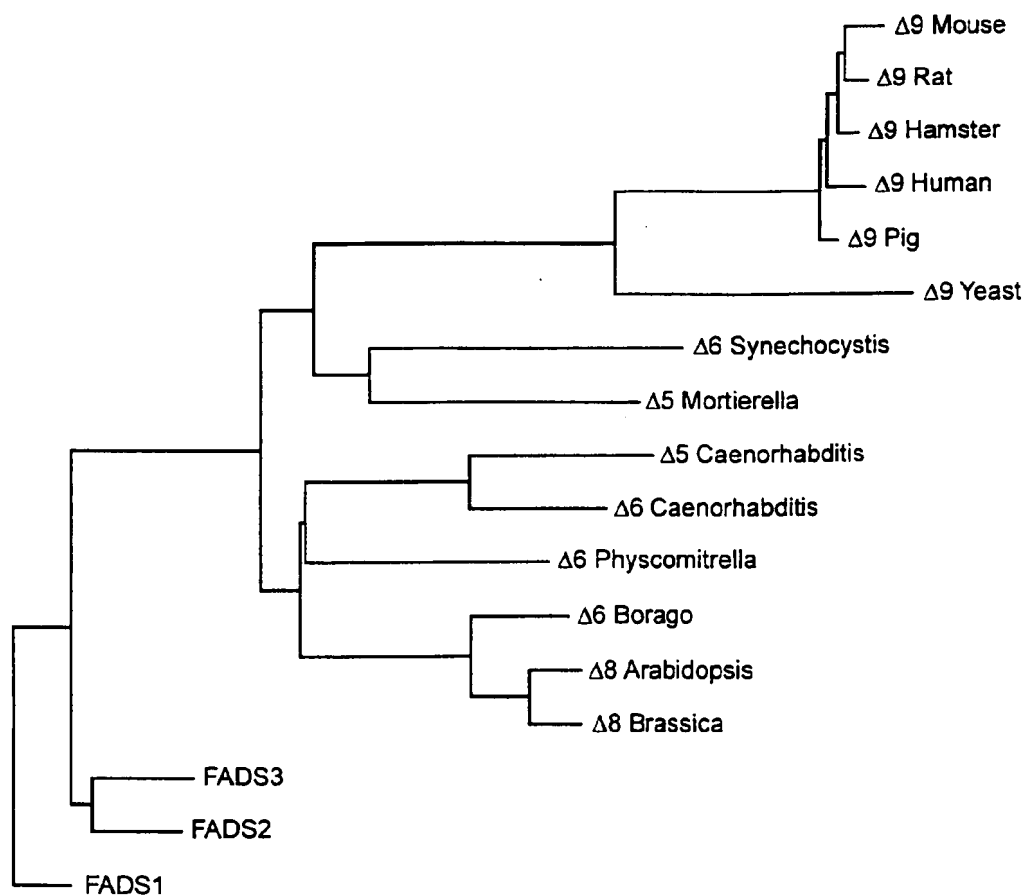 Δ9 Mouse
Δ9 Rat
Δ9 Hamster
Δ9 Human
Δ9 Pig
Δ9 Yeast
Δ6 Synechocystis
Δ5 Mortierella
Δ5 Caenorhabditis
Δ6 Caenorhabditis
Δ6 Physcomitrella
Δ6 Borago
Δ8 Arabidopsis
Δ8 Brassica
FADS3
FADS2
FADS1